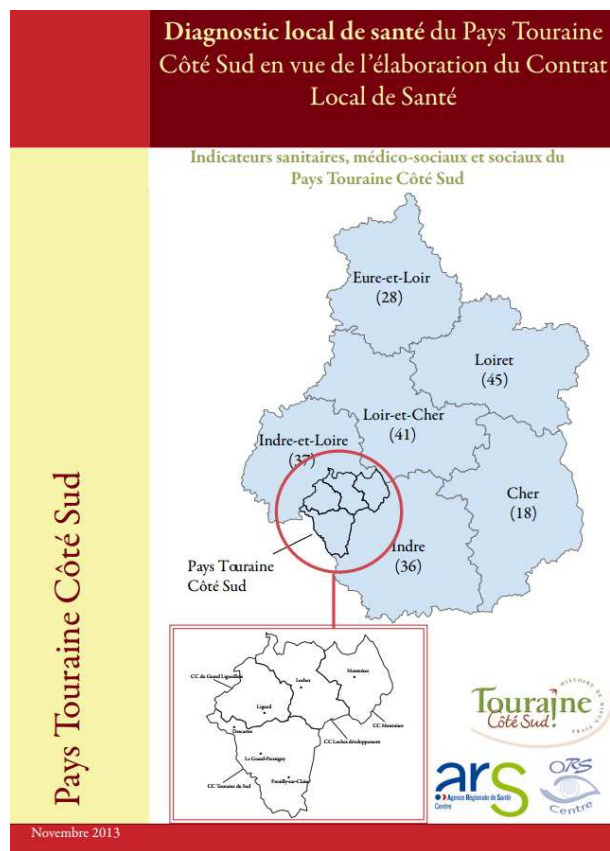 Diagnostic local de santé du Pays Touraine
Côté Sud en vue de l'élaboration du Contrat
Local de Santé
Indicateurs sanitaires, médico-sociaux et sociaux du
Pays Touraine Côté Sud
Eure-et-Loir
(28)
Loiret
(45)
Loir-et-Cher
(41)
Indre-et-Loire
(37)
Cher
(18)
Indre
(36)
Pays Touraine
Côté Sud
Pays Touraine Côté Sud
CC du Grand Ligueillois
Loches
Montrésor
Ligueil
Descartes
CC Montrésor
CC Loches développement
Le Grand-Pressigny
CC Touraine du Sud
Preuilly-sur-Claise
Touraine
Côté Sud
HISTOIRE DE MIEUX
ars
Agence Régionale de Santé
Centre
ORS
Centre
Novembre 2013